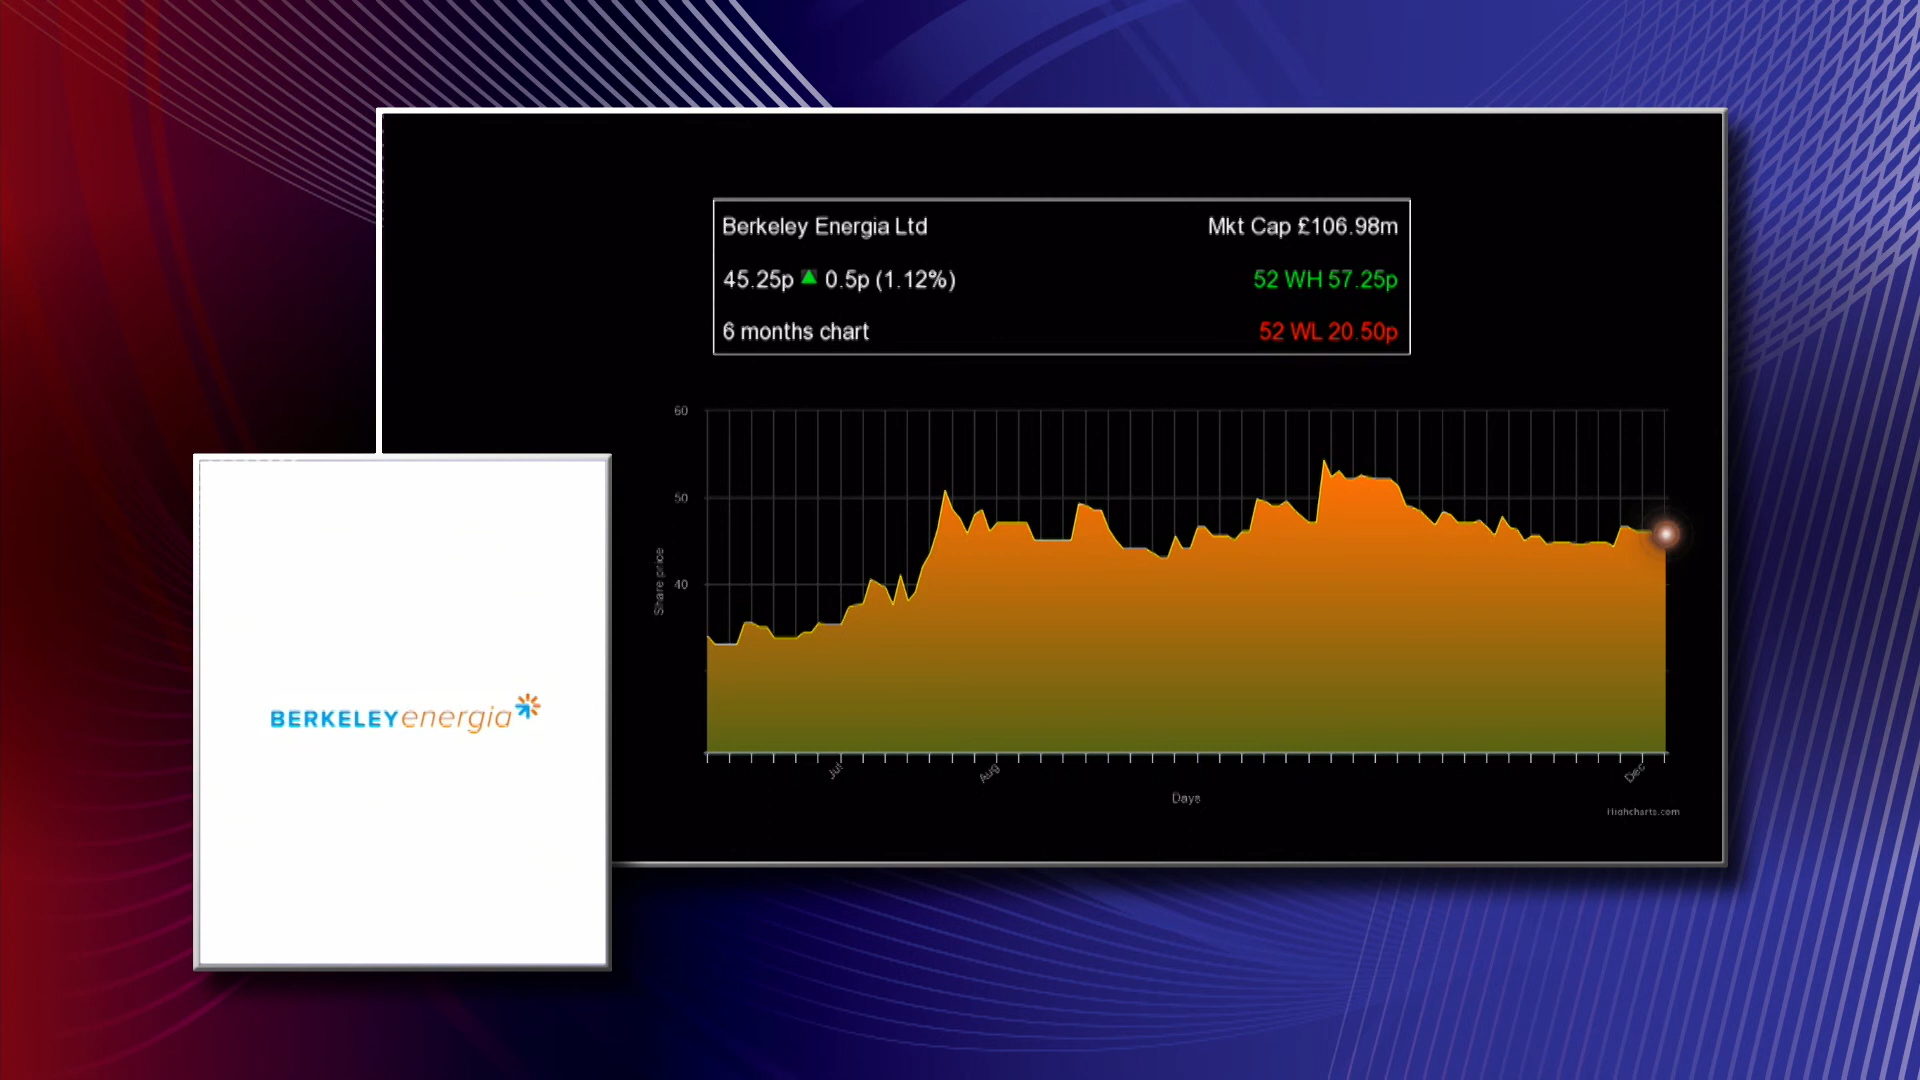 Berkeley Energia Ltd
Mkt Cap £106.98m
45.25p ▲ 0.5p (1.12%)
52 WH 57.25p
6 months chart
52 WL 20.50p
60
50
40
Share price
Jul
Aug
Dec
Days
Highcharts.com
BERKELEYenergia